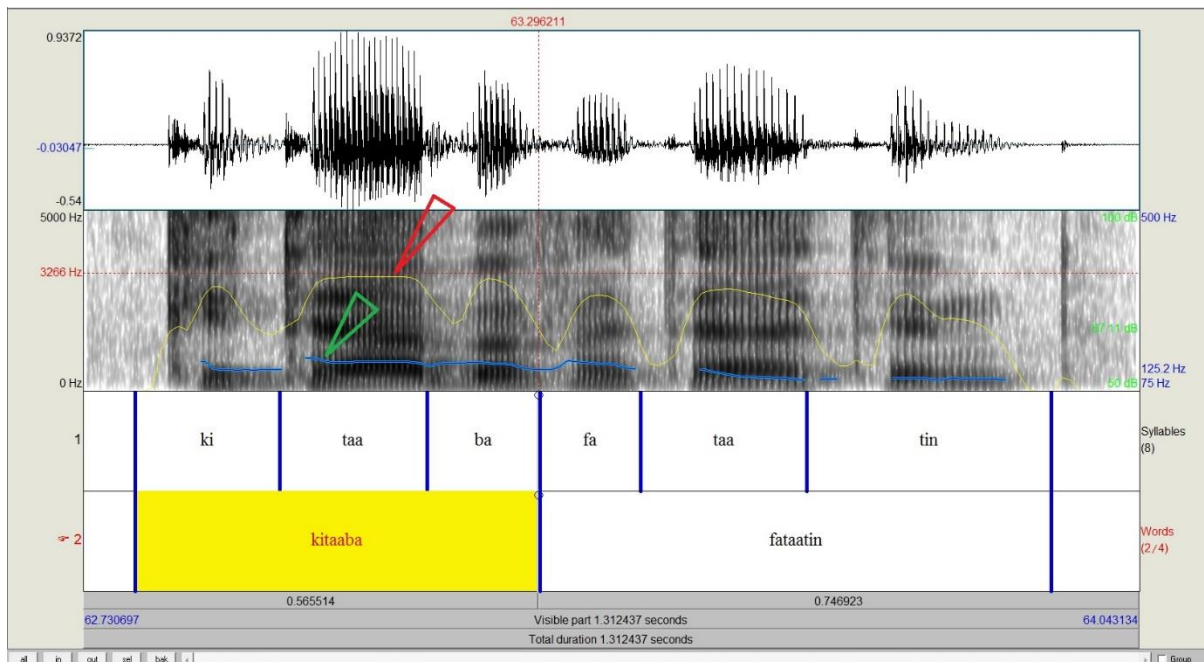 63.296211
0.9372
-0.03047
-0.54
5000 Hz
100 dB 500 Hz
3266 Hz
67.11 dB
125.2 Hz
0 Hz
50 dB 75 Hz
1 ki taa ba fa taa tin Syllables
(8)
2 kitaaba fataatin Words
(2/4)
0.565514 0.746923
62.730697 Visible part 1.312437 seconds 64.043134
Total duration 1.312437 seconds
all in out sel bak Group